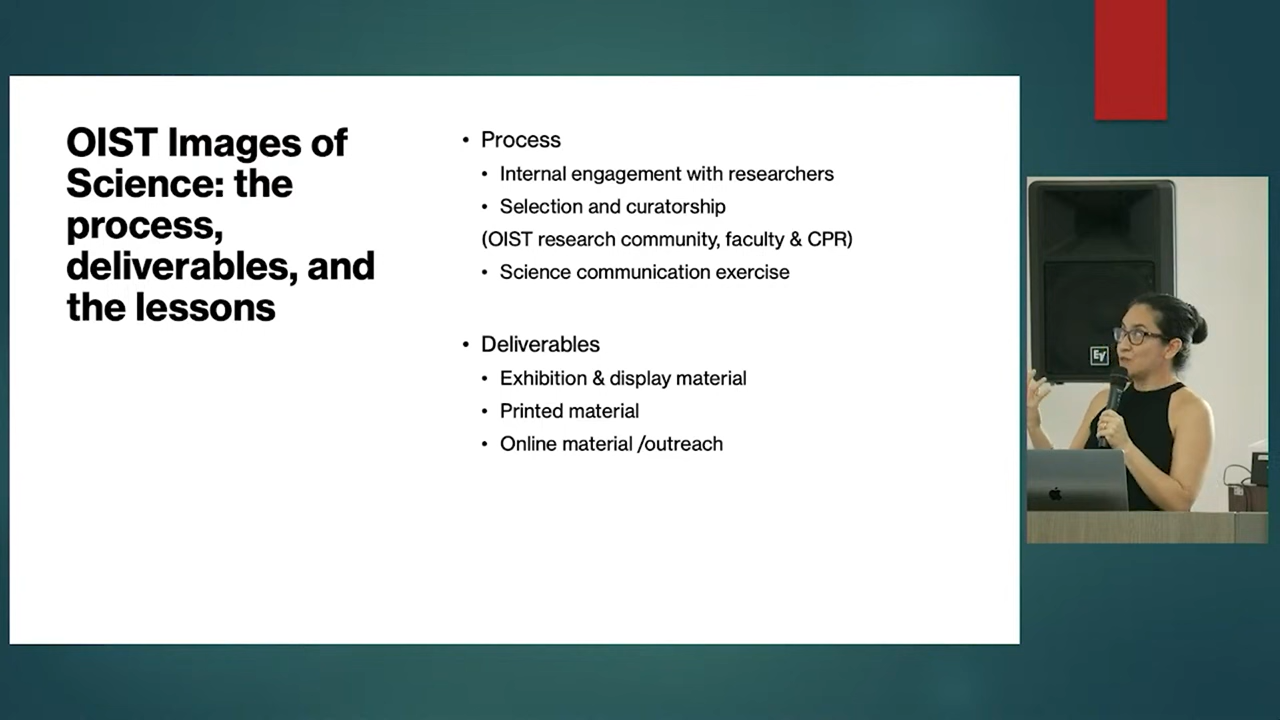 OIST Images of
Science: the
process,
deliverables, and
the lessons
• Process
• Internal engagement with researchers
• Selection and curatorship
(OIST research community, faculty & CPR)
• Science communication exercise
• Deliverables
• Exhibition & display material
• Printed material
• Online material /outreach
EV